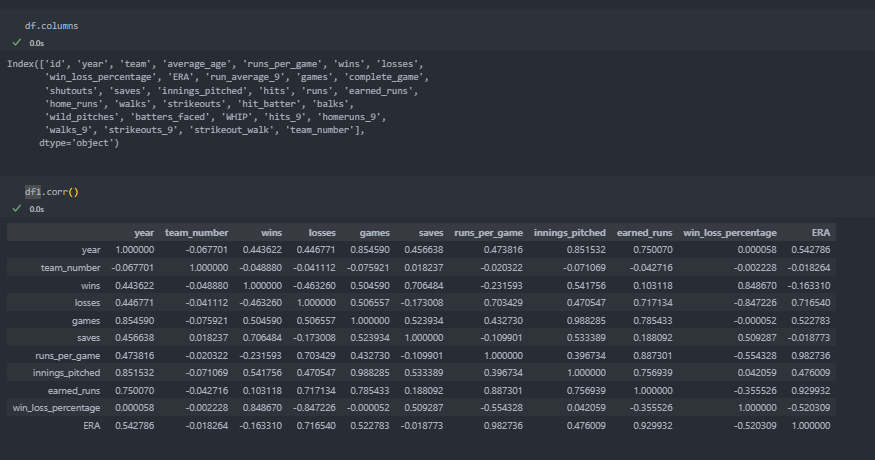 df.columns
0.0s
Index(['id', 'year', 'team', 'average_age', 'runs_per_game', 'wins', 'losses',
'win_loss_percentage', 'ERA', 'run_average_9', 'games', 'complete_game',
'shutouts', 'saves', 'innings_pitched', 'hits', 'runs', 'earned_runs',
'home_runs', 'walks', 'strikeouts', 'hit_batter', 'balks',
'wild_pitches', 'batters_faced', 'WHIP', 'hits_9', 'homeruns_9',
'walks_9', 'strikeouts_9', 'strikeout_walk', 'team_number'],
dtype='object')
df1.corr()
0.0s
year team_number wins losses games saves runs_per_game innings_pitched earned_runs win_loss_percentage ERA
year 1.000000 -0.067701 0.443622 0.446771 0.854590 0.456638 0.473816 0.851532 0.750070 0.000058 0.542786
team_number -0.067701 1.000000 -0.048880 -0.041112 -0.075921 0.018237 -0.020322 -0.071069 -0.042716 -0.002228 -0.018264
wins 0.443622 -0.048880 1.000000 -0.463260 0.504590 0.706484 -0.231593 0.541756 0.103118 0.848670 -0.163310
losses 0.446771 -0.041112 -0.463260 1.000000 0.506557 -0.173008 0.703429 0.470547 0.717134 -0.847226 0.716540
games 0.854590 -0.075921 0.504590 0.506557 1.000000 0.523934 0.432730 0.988285 0.785433 -0.000052 0.522783
saves 0.456638 0.018237 0.706484 -0.173008 0.523934 1.000000 -0.109901 0.533389 0.188092 0.509287 -0.018773
runs_per_game 0.473816 -0.020322 -0.231593 0.703429 0.432730 -0.109901 1.000000 0.396734 0.887301 -0.554328 0.982736
innings_pitched 0.851532 -0.071069 0.541756 0.470547 0.988285 0.533389 0.396734 1.000000 0.756939 0.042059 0.476009
earned_runs 0.750070 -0.042716 0.103118 0.717134 0.785433 0.188092 0.887301 0.756939 1.000000 -0.355526 0.929932
win_loss_percentage 0.000058 -0.002228 0.848670 -0.847226 -0.000052 0.509287 -0.554328 0.042059 -0.355526 1.000000 -0.520309
ERA 0.542786 -0.018264 -0.163310 0.716540 0.522783 -0.018773 0.982736 0.476009 0.929932 -0.520309 1.000000